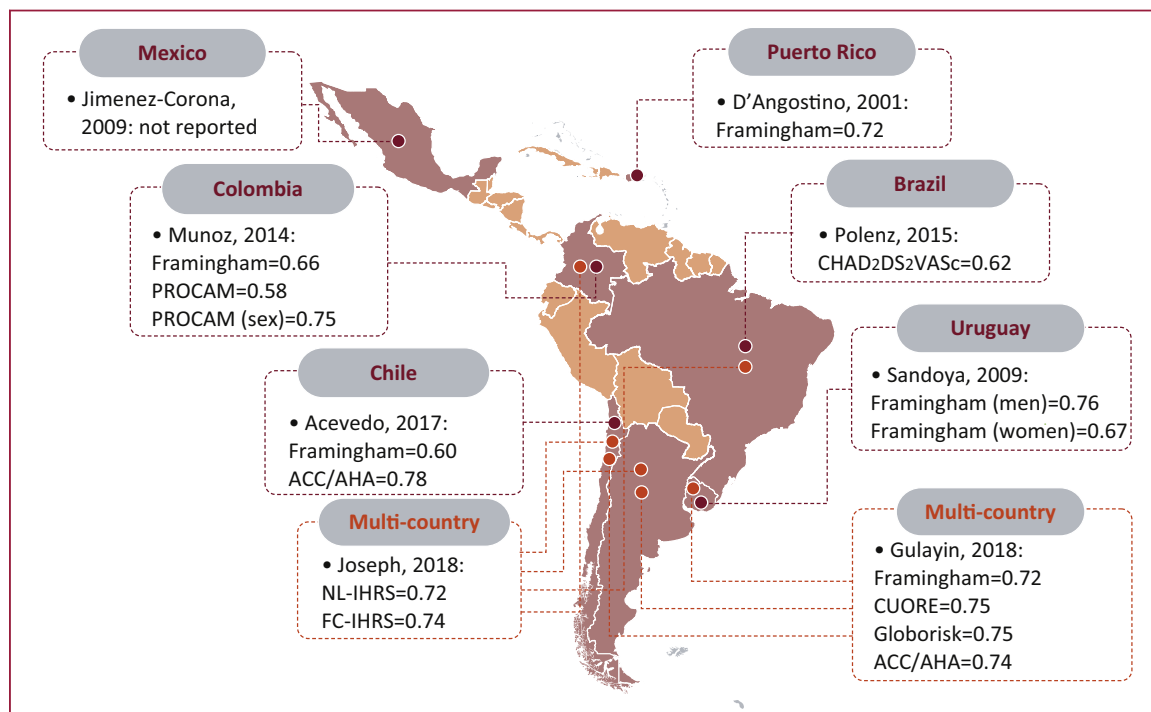 Mexico
• Jimenez-Corona,
2009: not reported
Puerto Rico
• D’Angostino, 2001:
Framingham=0.72
Colombia
• Munoz, 2014:
Framingham=0.66
PROCAM=0.58
PROCAM (sex)=0.75
Brazil
• Polenz, 2015:
CHAD2DS2VASc=0.62
Chile
• Acevedo, 2017:
Framingham=0.60
ACC/AHA=0.78
Uruguay
• Sandoya, 2009:
Framingham (men)=0.76
Framingham (women)=0.67
Multi-country
• Joseph, 2018:
NL-IHRS=0.72
FC-IHRS=0.74
Multi-country
• Gulayin, 2018:
Framingham=0.72
CUORE=0.75
Globorisk=0.75
ACC/AHA=0.74